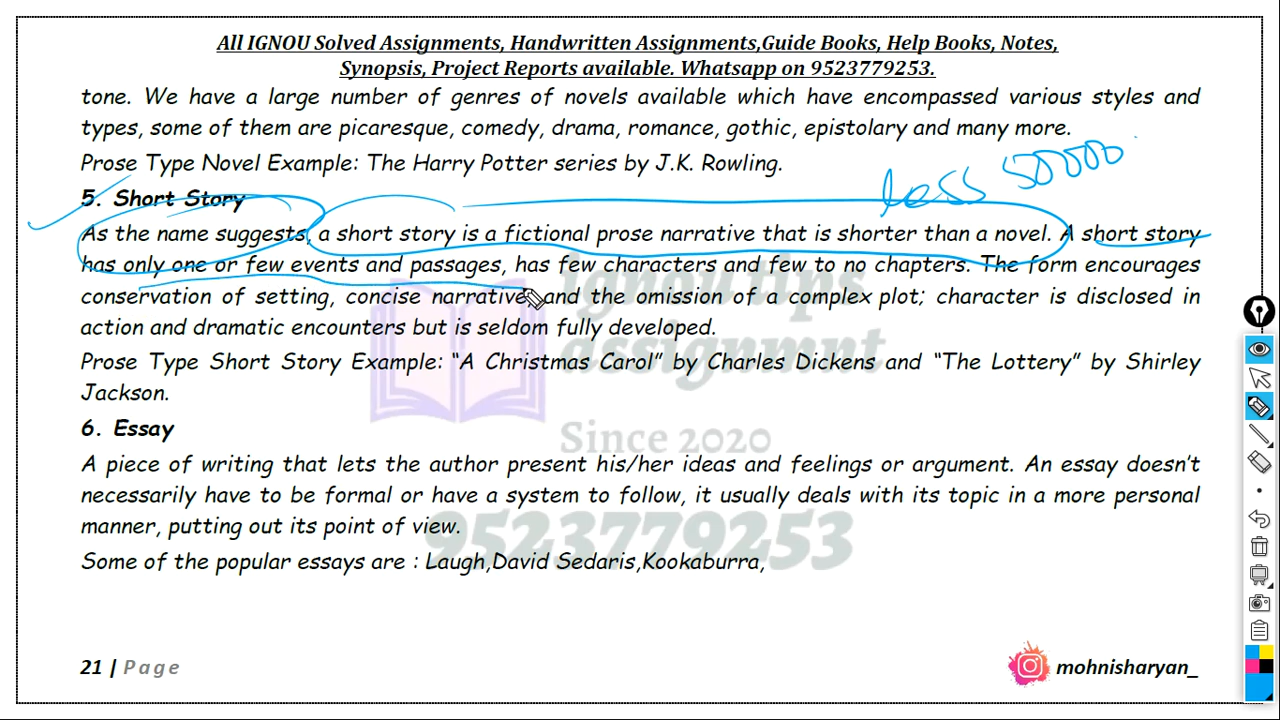 All IGNOU Solved Assignments, Handwritten Assignments,Guide Books, Help Books, Notes,
Synopsis, Project Reports available. Whatsapp on 9523779253.
tone. We have a large number of genres of novels available which have encompassed various styles and
types, some of them are picaresque, comedy, drama, romance, gothic, epistolary and many more.
Prose Type Novel Example: The Harry Potter series by J.K. Rowling.
less 50000
5. Short Story
As the name suggests, a short story is a fictional prose narrative that is shorter than a novel. A short story
has only one or few events and passages, has few characters and few to no chapters. The form encourages
conservation of setting, concise narrative, and the omission of a complex plot; character is disclosed in
action and dramatic encounters but is seldom fully developed.
Prose Type Short Story Example: “A Christmas Carol” by Charles Dickens and “The Lottery” by Shirley
Jackson.
6. Essay
A piece of writing that lets the author present his/her ideas and feelings or argument. An essay doesn’t
necessarily have to be formal or have a system to follow, it usually deals with its topic in a more personal
manner, putting out its point of view.
Some of the popular essays are : Laugh,David Sedaris,Kookaburra,
ignou tips
assignmnt
Since 2020
9523779253
21 | Page
mohnisharyan_